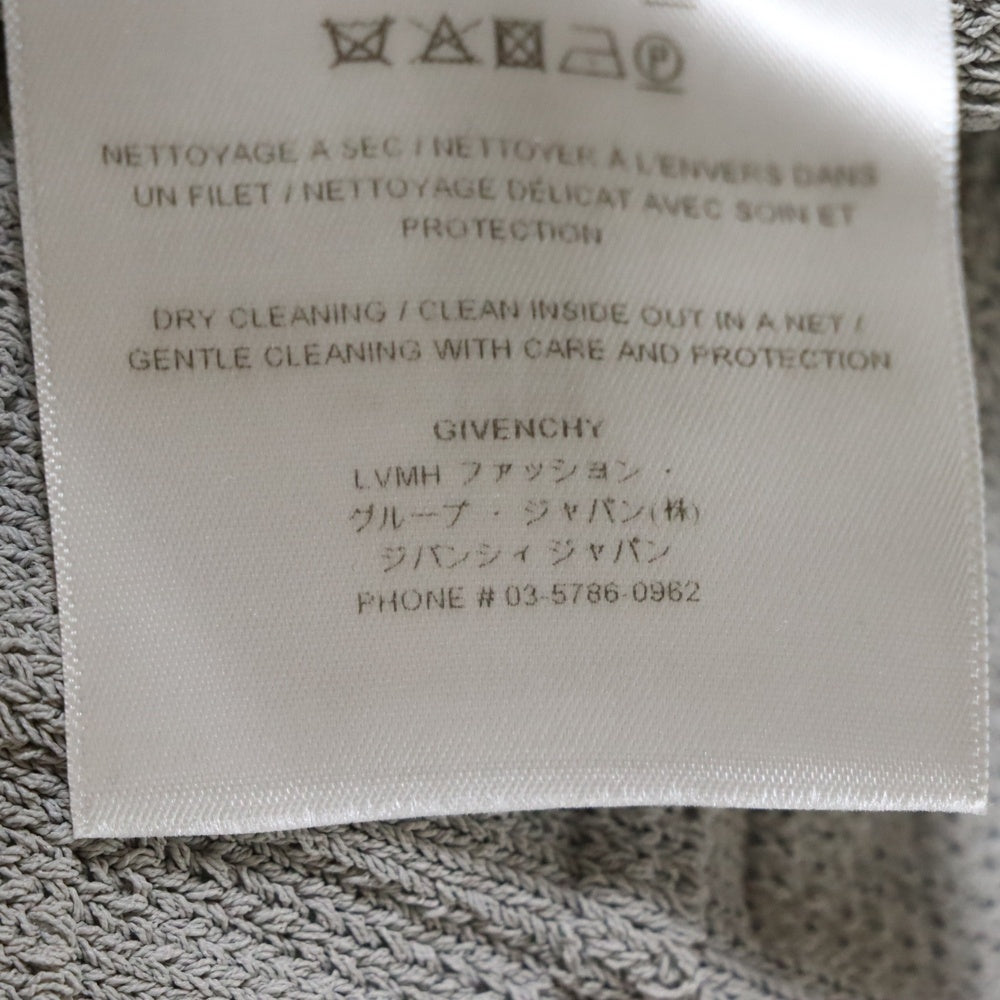 P
NETTOYAGE A SEC / NETTOYER À L'ENVERS DANS
UN FILET / NETTOYAGE DÉLICAT AVEC SOIN ET
PROTECTION
DRY CLEANING / CLEAN INSIDE OUT IN A NET /
GENTLE CLEANING WITH CARE AND PROTECTION
GIVENCHY
LVMH ファッション ·
グループ · ジャパン(株)
ジバンシィ ジャパン
PHONE # 03-5786-0962